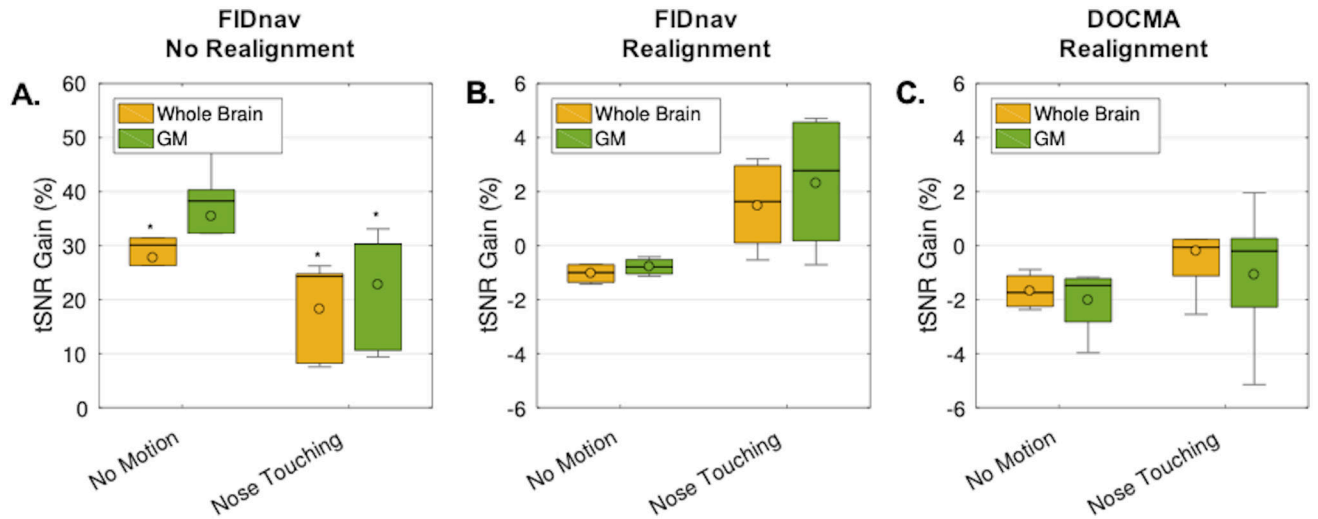 FIDnav
No Realignment
FIDnav
Realignment
DOCMA
Realignment
A.
tSNR Gain (%)
60
50
40
30
20
10
0
Whole Brain
GM
*
*
*
No Motion
Nose Touching
B.
tSNR Gain (%)
6
4
2
0
-2
-4
-6
Whole Brain
GM
No Motion
Nose Touching
C.
tSNR Gain (%)
6
4
2
0
-2
-4
-6
Whole Brain
GM
No Motion
Nose Touching